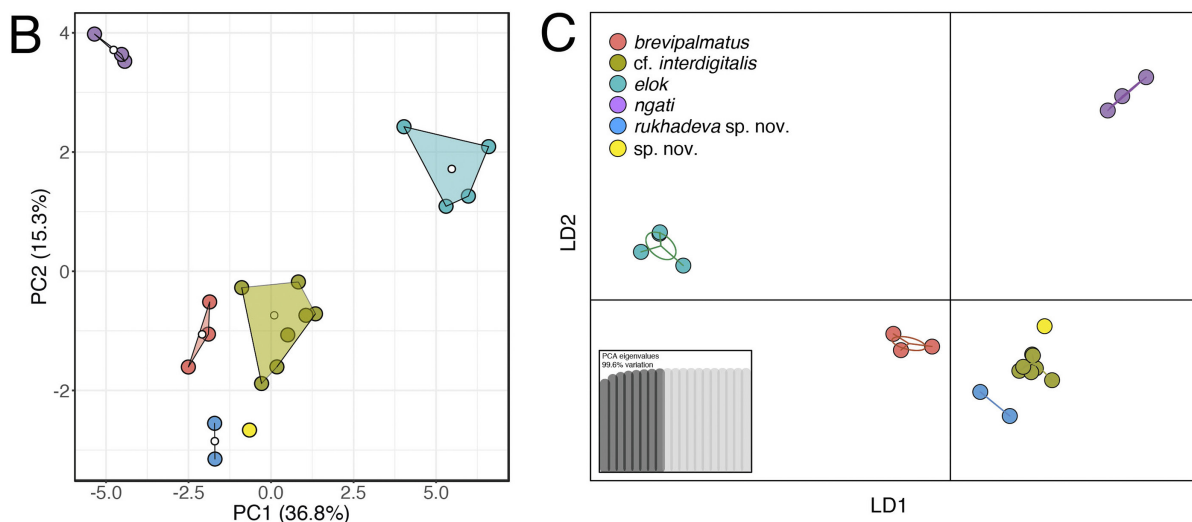 B
4
2
0
-2
PC2 (15.3%)
-5.0 -2.5 0.0 2.5 5.0
PC1 (36.8%)
C
brevipalmatus
cf. interdigitalis
elok
ngati
rukhadeva sp. nov.
sp. nov.
LD2
PCA eigenvalues
99.6% variation
LD1